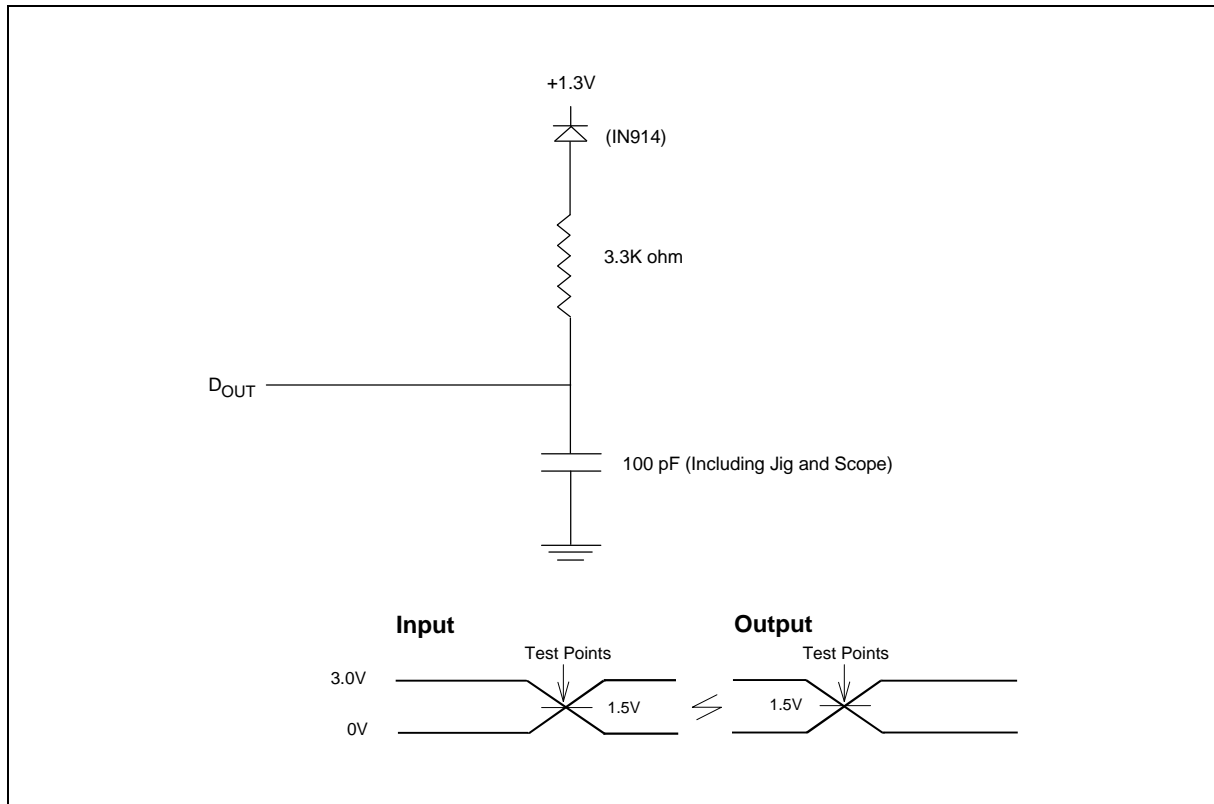 +1.3V
(IN914)
3.3K ohm
DOUT
100 pF (Including Jig and Scope)
Input
Output
Test Points
Test Points
3.0V
1.5V
1.5V
0V